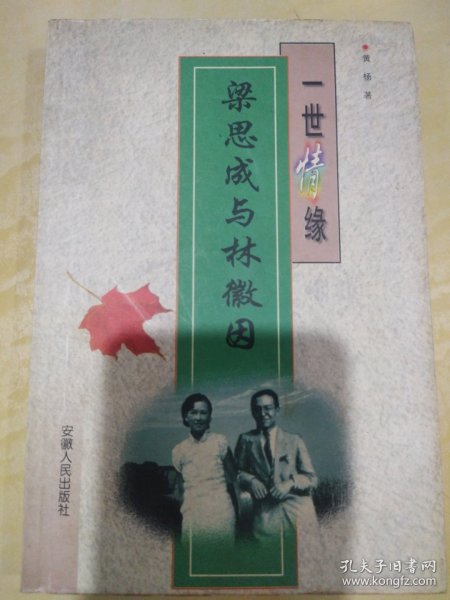 黄杨 著
一世情缘
梁思成与林徽因
安徽人民出版社
孔夫子旧书网
www.kongfz.com